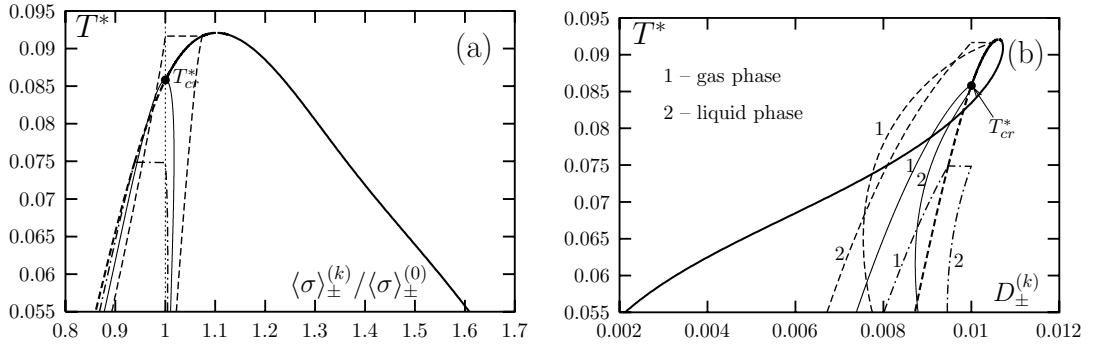 T* (a)
0.095
0.09
0.085
0.08
0.075
0.07
0.065
0.06
0.055
T*cr
⟨σ⟩±^(k)/⟨σ⟩±^(0)
0.8 0.9 1 1.1 1.2 1.3 1.4 1.5 1.6 1.7
T* (b)
0.095
0.09
0.085
0.08
0.075
0.07
0.065
0.06
0.055
1 – gas phase
2 – liquid phase
T*cr
1
1
2
2
1
2
D±^(k)
0.002 0.004 0.006 0.008 0.01 0.012